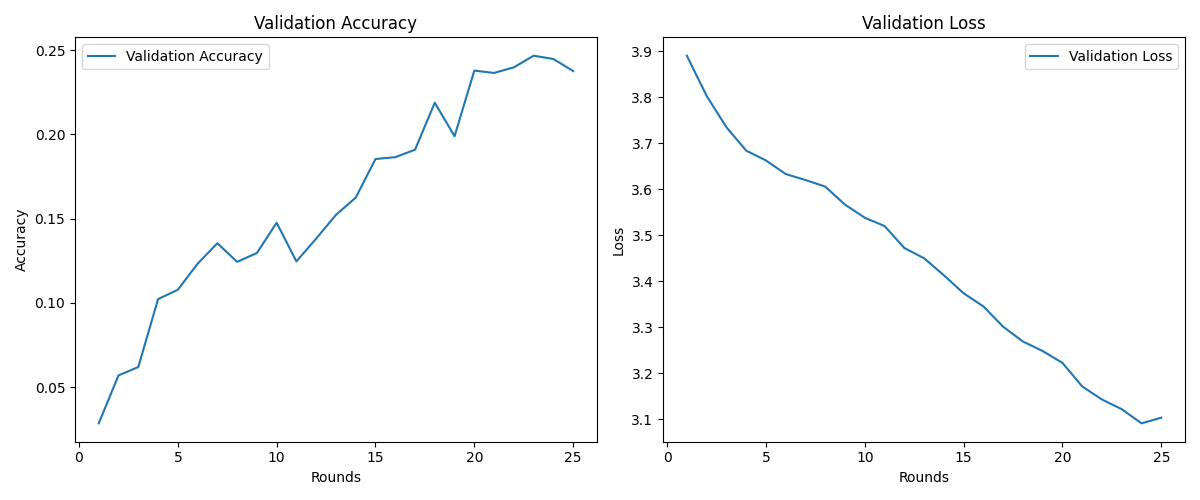 Validation Accuracy
Validation Accuracy
0.25
0.20
0.15
0.10
0.05
Accuracy
0 5 10 15 20 25
Rounds
Validation Loss
Validation Loss
3.9
3.8
3.7
3.6
3.5
3.4
3.3
3.2
3.1
Loss
0 5 10 15 20 25
Rounds